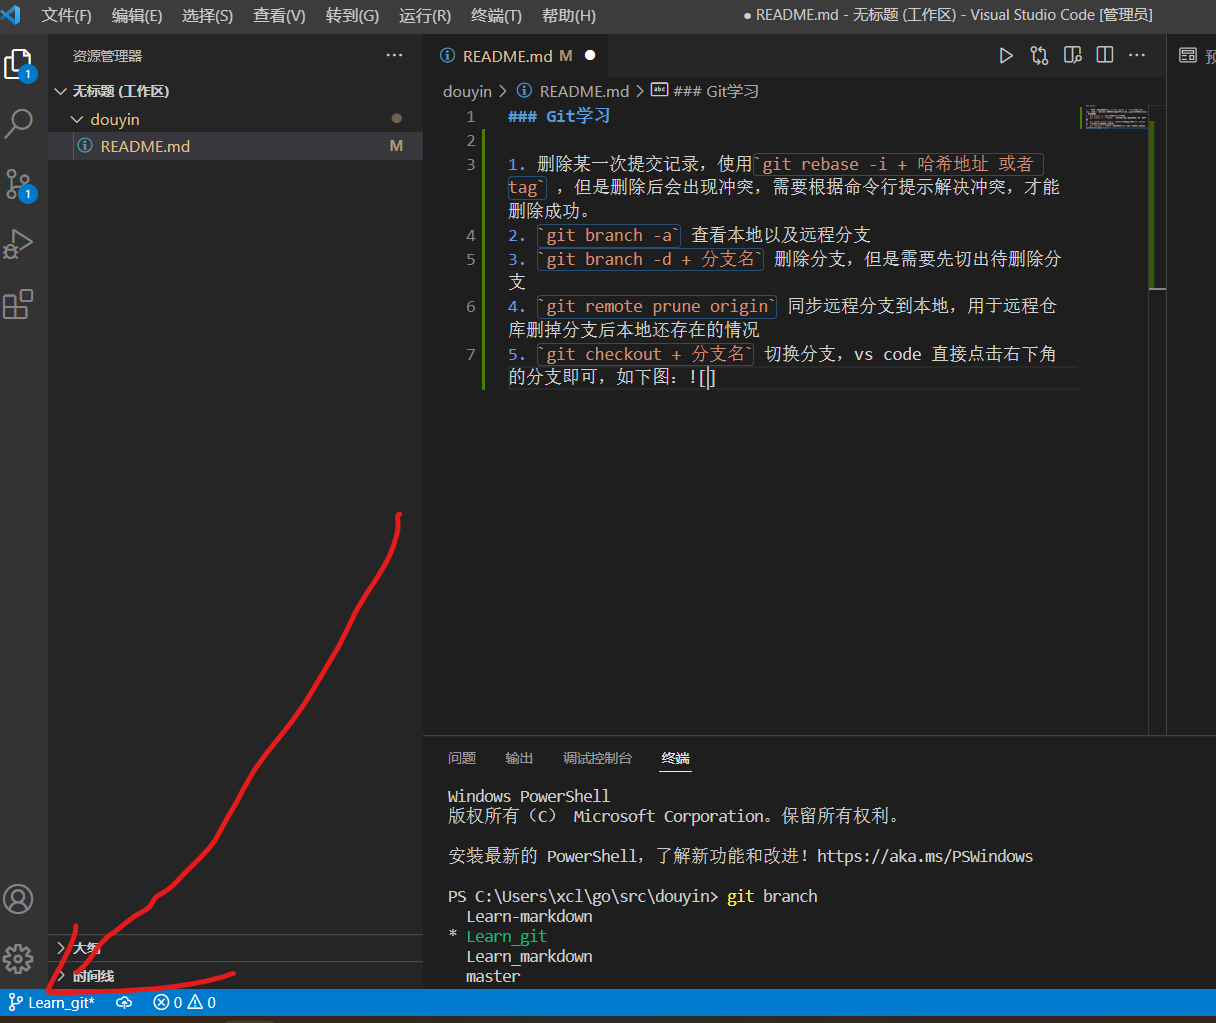 文件(F) 编辑(E) 选择(S) 查看(V) 转到(G) 运行(R) 终端(T) 帮助(H) ● README.md - 无标题 (工作区) - Visual Studio Code [管理员]
资源管理器 ···
README.md M ●
无标题 (工作区)
douyin
README.md M
1
1
douyin > README.md > ### Git学习
1 ### Git学习
2
3 1. 删除某一次提交记录，使用`git rebase -i + 哈希地址 或者
tag` ，但是删除后会出现冲突，需要根据命令行提示解决冲突，才能
删除成功。
4 2. `git branch -a` 查看本地以及远程分支
5 3. `git branch -d + 分支名` 删除分支，但是需要先切出待删除分
支
6 4. `git remote prune origin` 同步远程分支到本地，用于远程仓
库删掉分支后本地还存在的情况
7 5. `git checkout + 分支名` 切换分支，vs code 直接点击右下角
的分支即可，如下图：![]
问题 输出 调试控制台 终端
Windows PowerShell
版权所有（C） Microsoft Corporation。保留所有权利。
安装最新的 PowerShell，了解新功能和改进！https://aka.ms/PSWindows
PS C:\Users\xcl\go\src\douyin> git branch
Learn-markdown
* Learn_git
Learn_markdown
master
大纲
时间线
Learn_git* 0 0